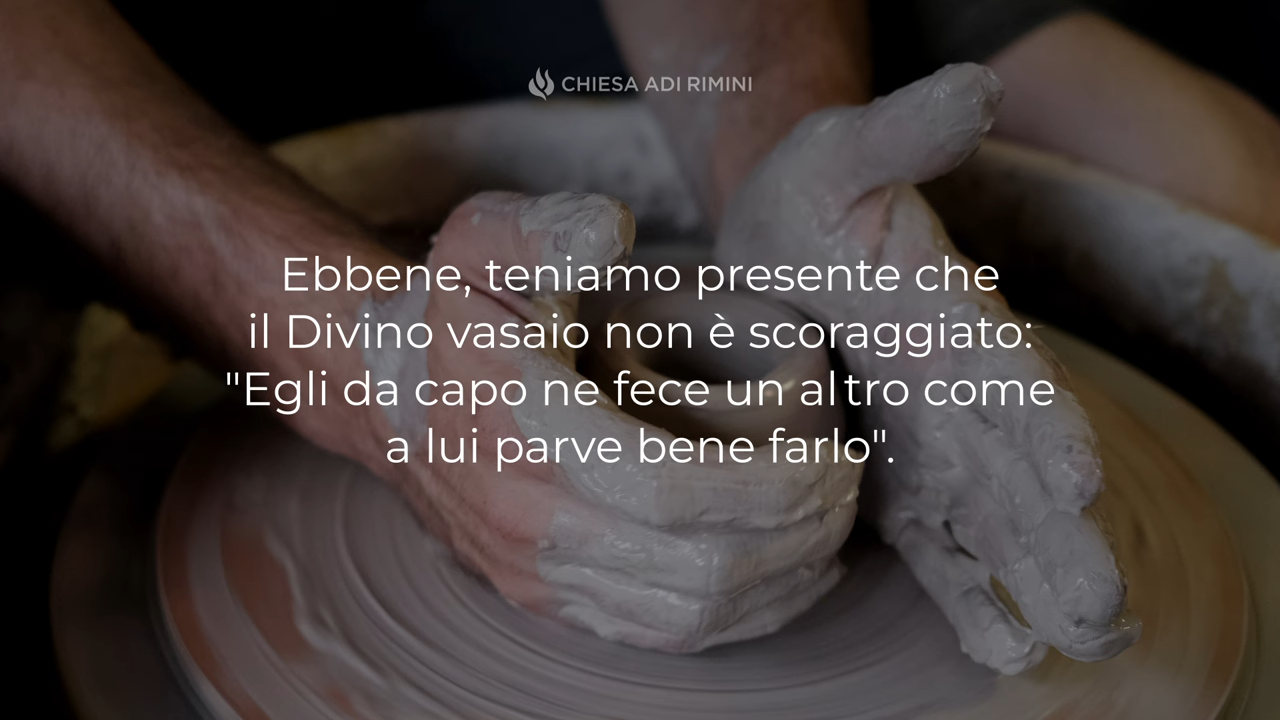 CHIESA ADI RIMINI
Ebbene, teniamo presente che
il Divino vasaio non è scoraggiato:
"Egli da capo ne fece un altro come
a lui parve bene farlo".